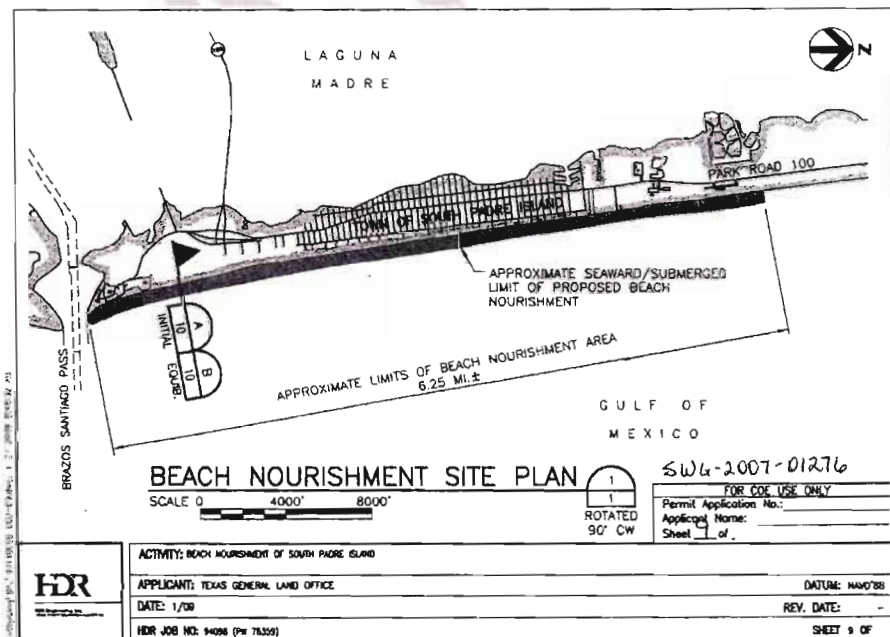 LAGUNA
MADRE
N
PARK ROAD 100
TOWN OF SOUTH PADRE ISLAND
APPROXIMATE SEAWARD/SUBMERGED
LIMIT OF PROPOSED BEACH
NOURISHMENT
A
10
INITIAL
B
10
EQUIB.
BRAZOS SANTIAGO PASS
APPROXIMATE LIMITS OF BEACH NOURISHMENT AREA
6.25 MI.±
GULF OF
MEXICO
BEACH NOURISHMENT SITE PLAN
SCALE 0 4000' 8000'
1
1
ROTATED
90° CW
SWG-2007-01276
FOR COE USE ONLY
Permit Application No.:
Applicant Name:
Sheet 9 of
HDR
ACTIVITY: BEACH NOURISHMENT OF SOUTH PADRE ISLAND
APPLICANT: TEXAS GENERAL LAND OFFICE
DATUM: NAVD'88
DATE: 1/09
REV. DATE: -
HDR JOB NO: 94098 (P# 76359)
SHEET 9 OF